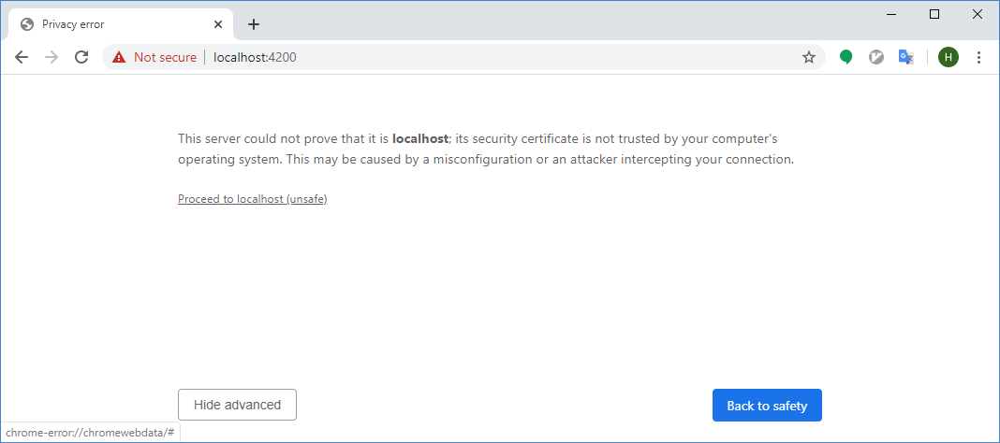 Privacy error
Not secure localhost:4200
H
This server could not prove that it is localhost; its security certificate is not trusted by your computer's
operating system. This may be caused by a misconfiguration or an attacker intercepting your connection.
Proceed to localhost (unsafe)
Hide advanced
Back to safety
chrome-error://chromewebdata/#